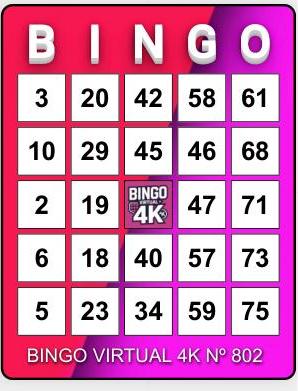 B I N G O
3 20 42 58 61
10 29 45 46 68
2 19 BINGO VIRTUAL 4K 47 71
6 18 40 57 73
5 23 34 59 75
BINGO VIRTUAL 4K Nº 802